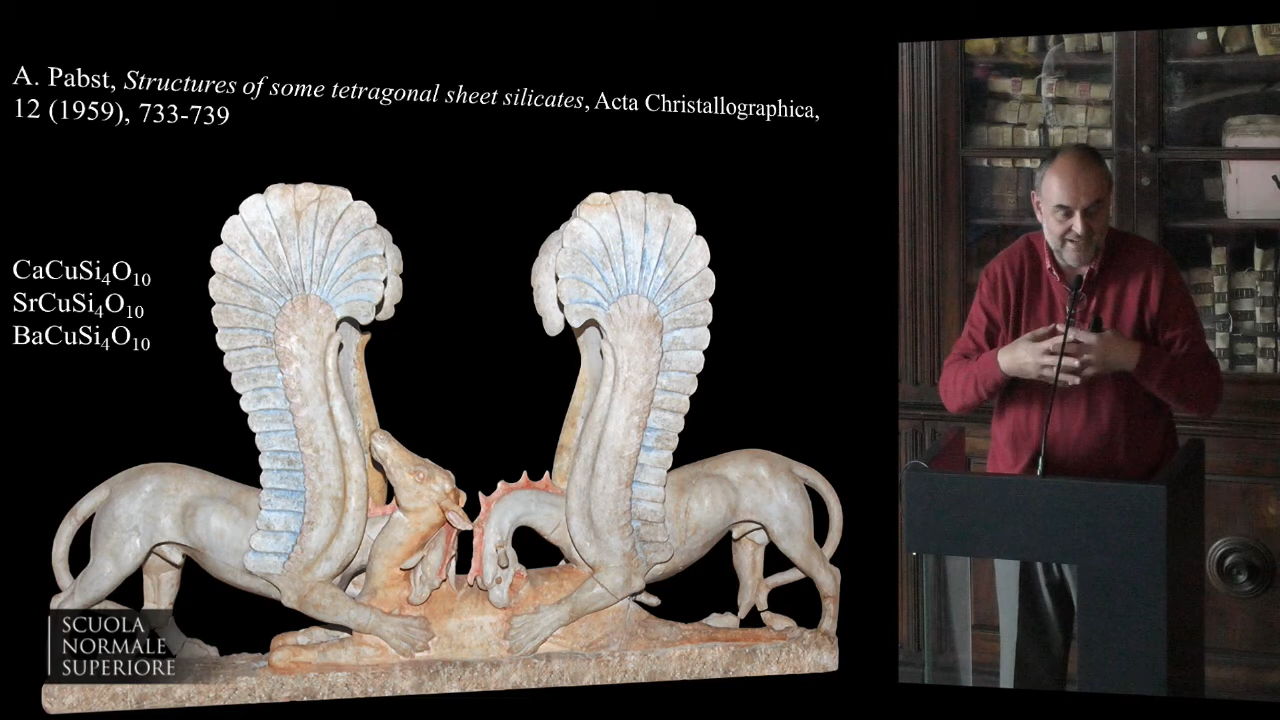 A. Pabst, Structures of some tetragonal sheet silicates, Acta Christallographica,
12 (1959), 733-739
CaCuSi₄O₁₀
SrCuSi₄O₁₀
BaCuSi₄O₁₀
SCUOLA
NORMALE
SUPERIORE